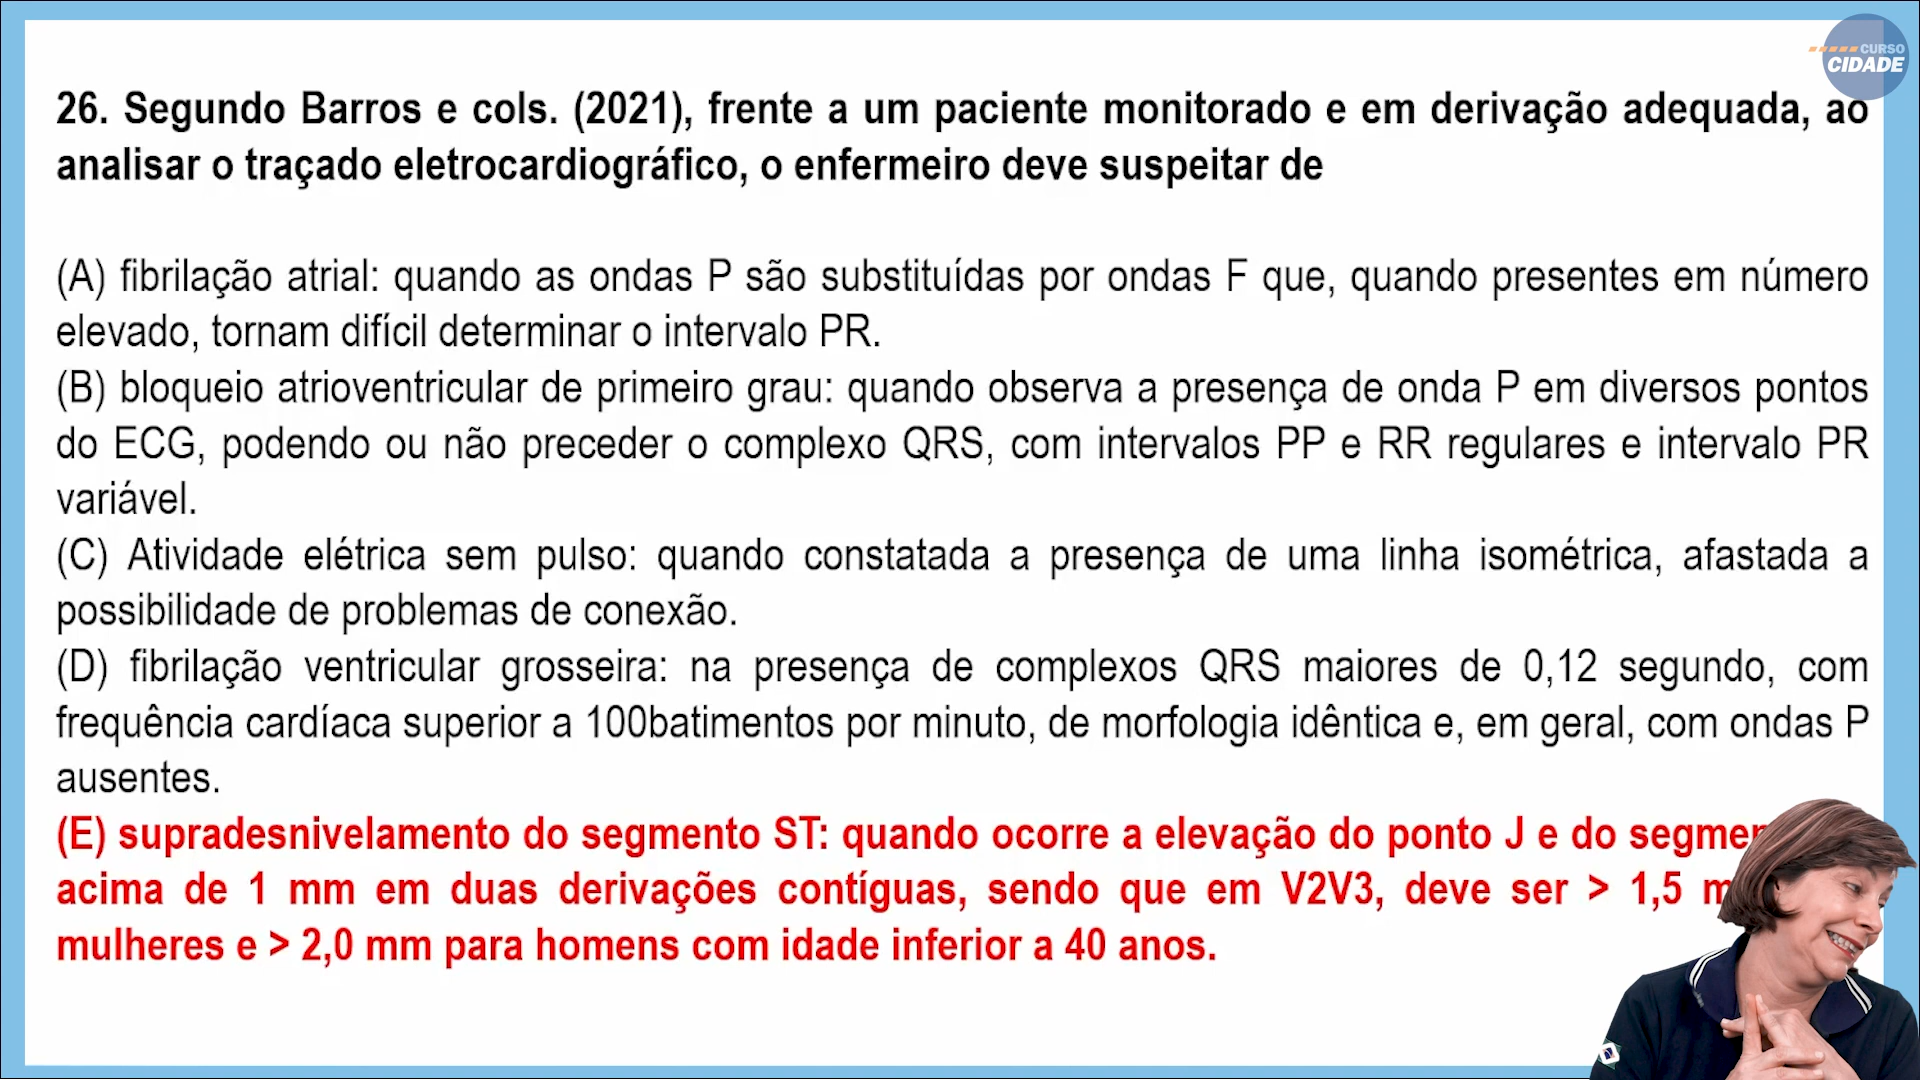 CURSO
CIDADE
26. Segundo Barros e cols. (2021), frente a um paciente monitorado e em derivação adequada, ao
analisar o traçado eletrocardiográfico, o enfermeiro deve suspeitar de
(A) fibrilação atrial: quando as ondas P são substituídas por ondas F que, quando presentes em número
elevado, tornam difícil determinar o intervalo PR.
(B) bloqueio atrioventricular de primeiro grau: quando observa a presença de onda P em diversos pontos
do ECG, podendo ou não preceder o complexo QRS, com intervalos PP e RR regulares e intervalo PR
variável.
(C) Atividade elétrica sem pulso: quando constatada a presença de uma linha isométrica, afastada a
possibilidade de problemas de conexão.
(D) fibrilação ventricular grosseira: na presença de complexos QRS maiores de 0,12 segundo, com
frequência cardíaca superior a 100batimentos por minuto, de morfologia idêntica e, em geral, com ondas P
ausentes.
(E) supradesnivelamento do segmento ST: quando ocorre a elevação do ponto J e do
acima de 1 mm em duas derivações contíguas, sendo que em V2V3, deve ser > 1,5
mulheres e > 2,0 mm para homens com idade inferior a 40 anos.